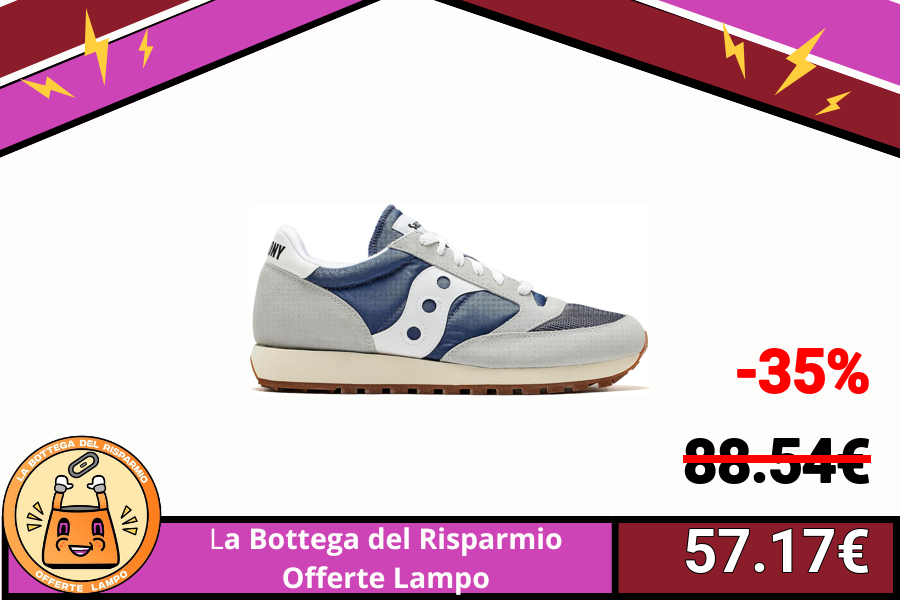 -35%
88.54€
La Bottega del Risparmio
Offerte Lampo
57.17€
LA BOTTEGA DEL RISPARMIO
OFFERTE LAMPO